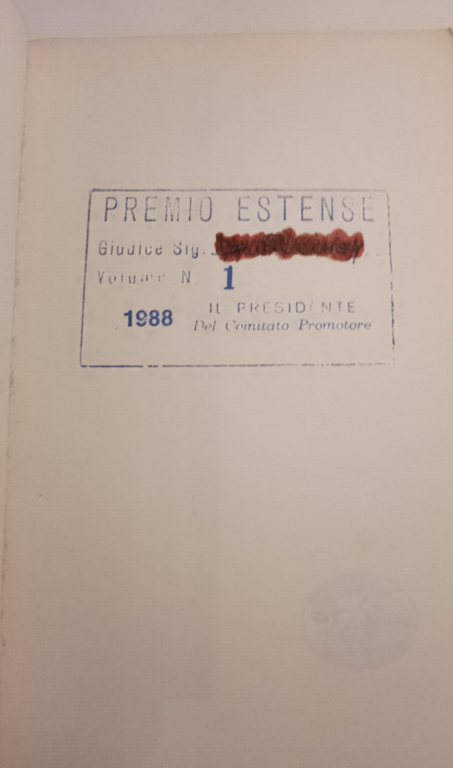 PREMIO ESTENSE
Giudice Sig.
Volume N. 1
1988 IL PRESIDENTE
Del Comitato Promotore